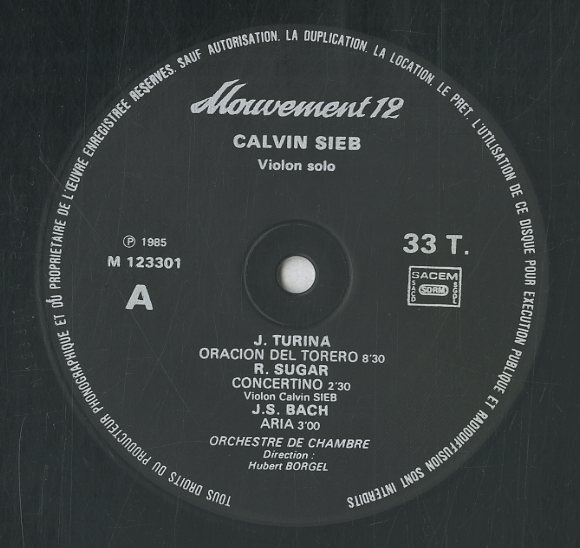 TOUS DROITS DU PRODUCTEUR PHONOGRAPHIQUE ET DU PROPRIETAIRE DE L'ŒUVRE ENREGISTREE RESERVES. SAUF AUTORISATION. LA DUPLICATION. LA LOCATION. LE PRET. L'UTILISATION DE CE DISQUE POUR EXECUTION PUBLIQUE ET RADIODIFFUSION SONT INTERDITS
Mouvement 12
CALVIN SIEB
Violon solo
℗ 1985
M 123301
A
33 T.
SACEM
SACD SDRM SGDL
J. TURINA
ORACION DEL TORERO 8'30
R. SUGAR
CONCERTINO 2'30
Violon Calvin SIEB
J.S. BACH
ARIA 3'00
ORCHESTRE DE CHAMBRE
Direction :
Hubert BORGEL